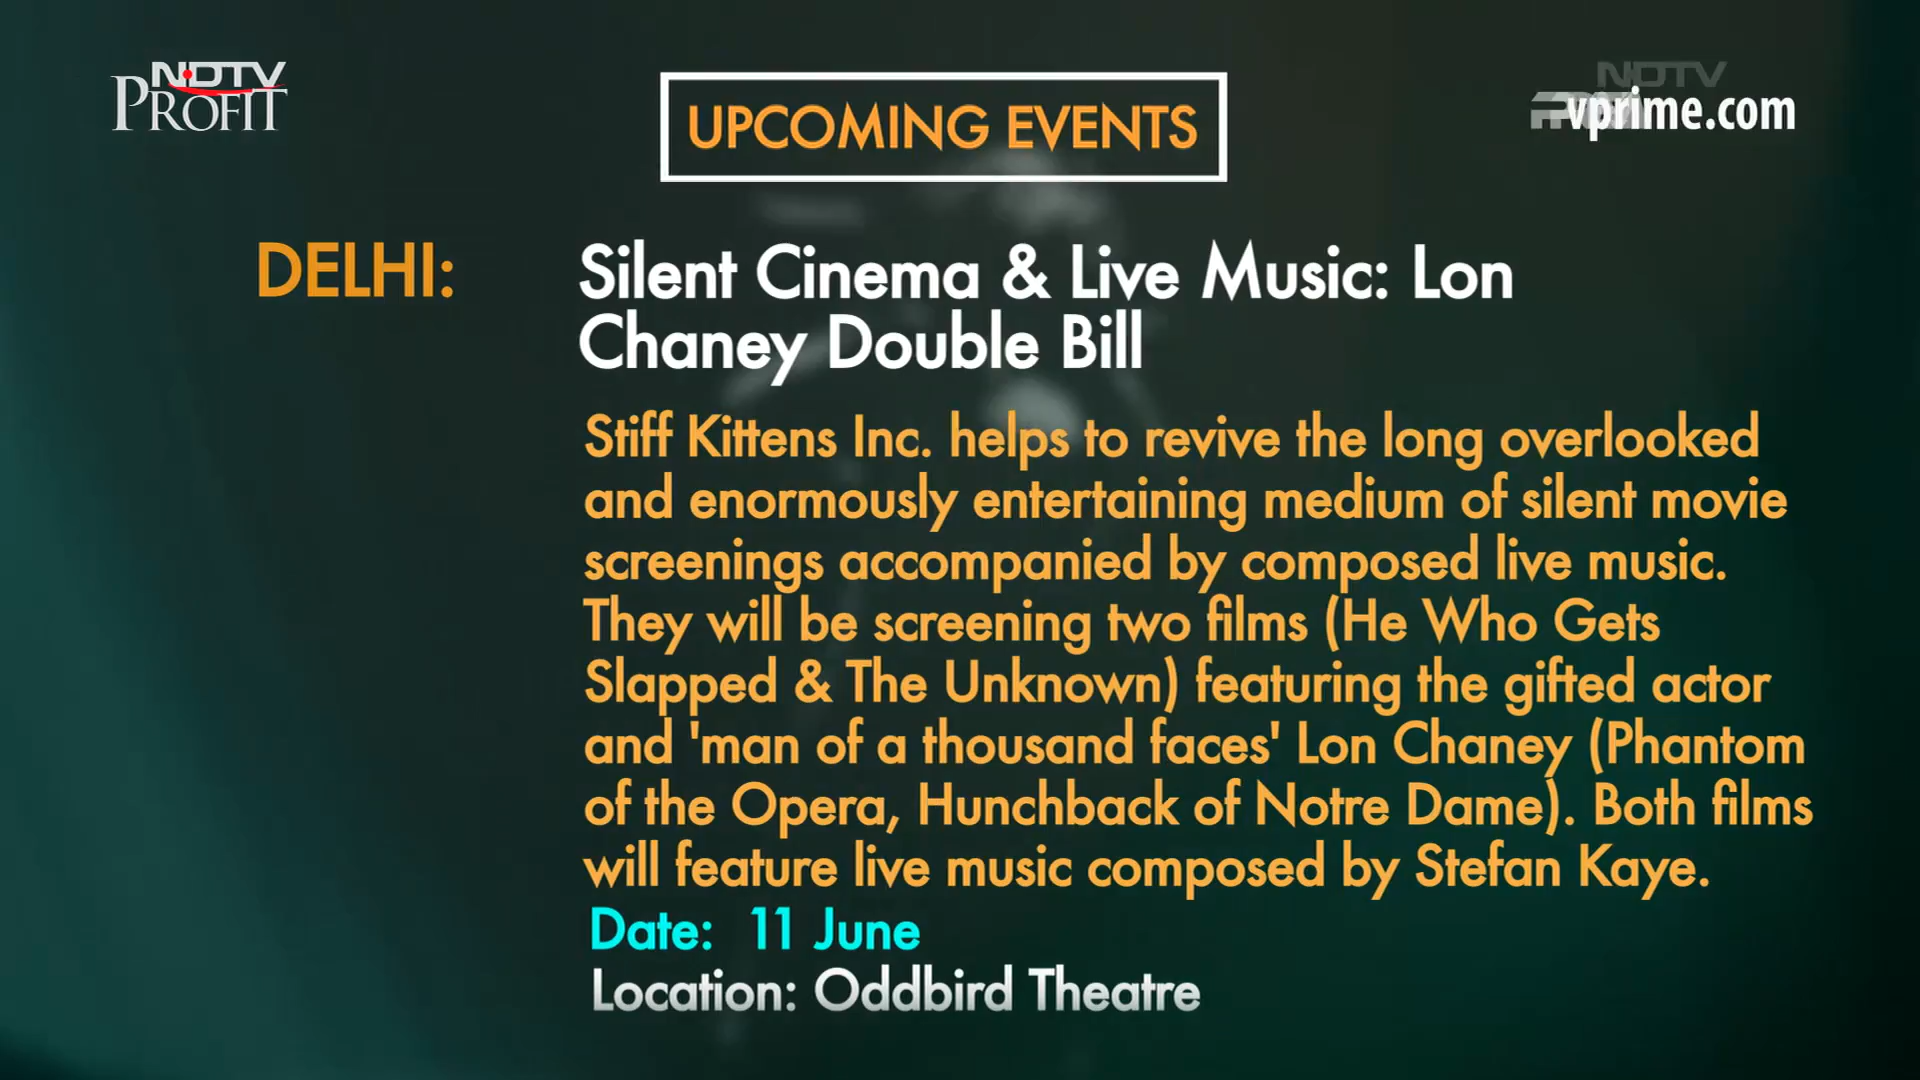 NDTV
PROFIT
UPCOMING EVENTS
NDTV
vprime.com
DELHI:
Silent Cinema & Live Music: Lon
Chaney Double Bill
Stiff Kittens Inc. helps to revive the long overlooked
and enormously entertaining medium of silent movie
screenings accompanied by composed live music.
They will be screening two films (He Who Gets
Slapped & The Unknown) featuring the gifted actor
and 'man of a thousand faces' Lon Chaney (Phantom
of the Opera, Hunchback of Notre Dame). Both films
will feature live music composed by Stefan Kaye.
Date: 11 June
Location: Oddbird Theatre